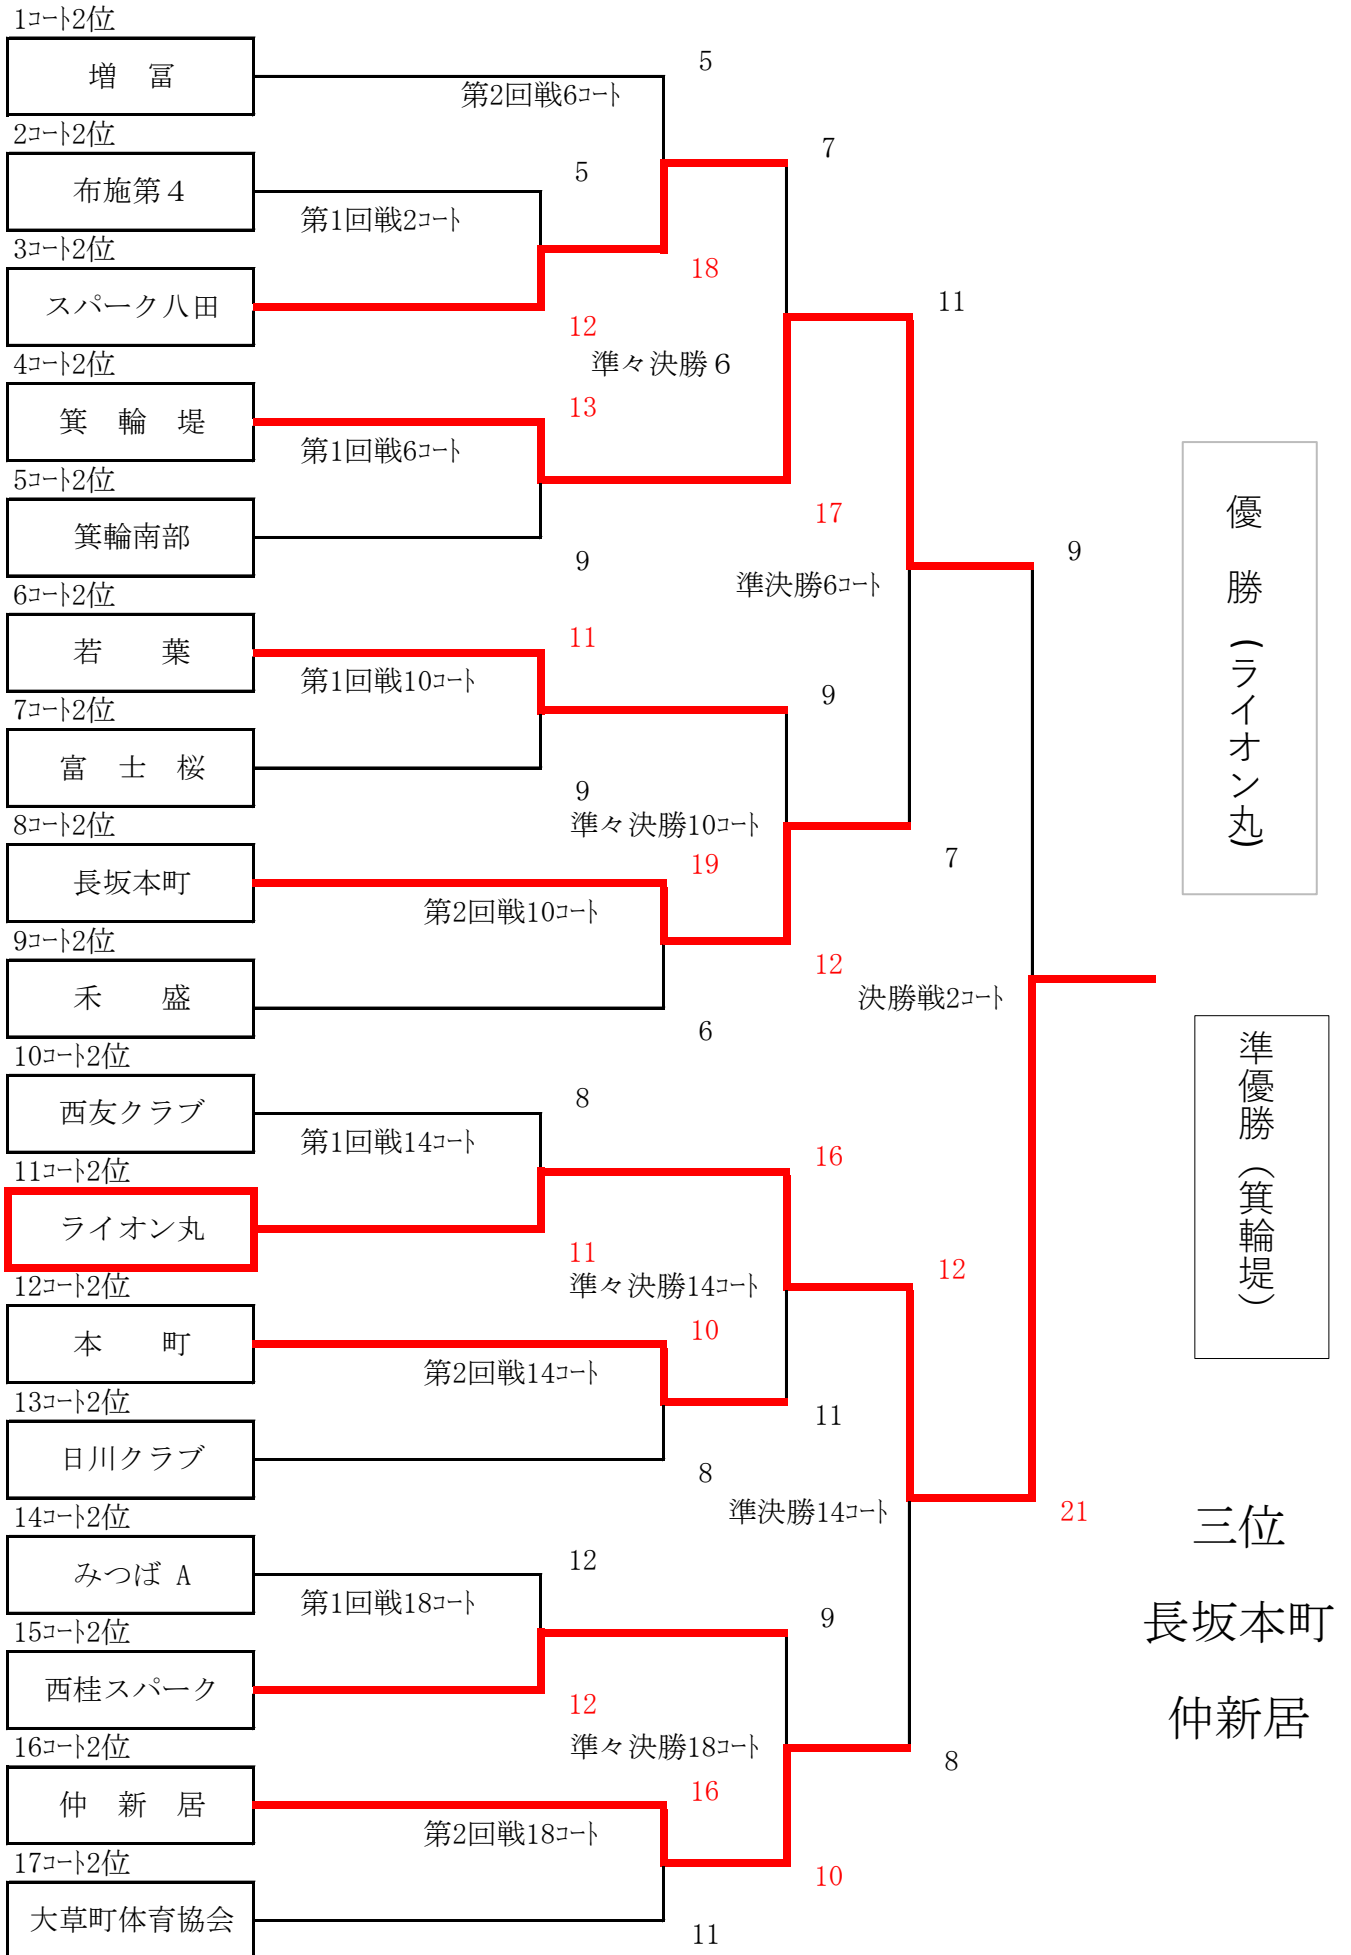 1コート2位
増　冨
5
第2回戦6コート
2コート2位
布施第４
5
7
第1回戦2コート
3コート2位
スパーク八田
18
12
11
準々決勝６
4コート2位
箕　輪　堤
13
第1回戦6コート
5コート2位
箕輪南部
17
9
9
準決勝6コート
6コート2位
若　　葉
11
第1回戦10コート
9
7コート2位
富　士　桜
9
準々決勝10コート
8コート2位
長坂本町
19
7
第2回戦10コート
9コート2位
禾　　盛
12
決勝戦2コート
6
10コート2位
西友クラブ
8
第1回戦14コート
16
11コート2位
ライオン丸
11
12
準々決勝14コート
12コート2位
本　　町
10
第2回戦14コート
13コート2位
日川クラブ
11
8
14コート2位
準決勝14コート
21
みつば A
12
第1回戦18コート
9
15コート2位
西桂スパーク
12
16コート2位
準々決勝18コート
8
仲　新　居
16
第2回戦18コート
17コート2位
10
大草町体育協会
11
優　勝（ライオン丸）
準優勝（箕輪堤）
三位
長坂本町
仲新居